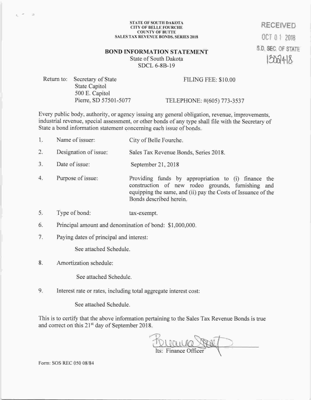 STATE OF SOUTH DAKOTA
CITY OF BELLE FOURCHE
COUNTY OF BUTTE
SALES TAX REVENUE BONDS, SERIES 2018
RECEIVED
OCT 01 2018
S.D. SEC. OF STATE
BOND INFORMATION STATEMENT
State of South Dakota
SDCL 6-8B-19
Return to: Secretary of State FILING FEE: $10.00
State Capitol
500 E. Capitol
Pierre, SD 57501-5077 TELEPHONE: #(605) 773-3537
Every public body, authority, or agency issuing any general obligation, revenue, improvements,
industrial revenue, special assessment, or other bonds of any type shall file with the Secretary of
State a bond information statement concerning each issue of bonds.
1. Name of issuer: City of Belle Fourche.
2. Designation of issue: Sales Tax Revenue Bonds, Series 2018.
3. Date of issue: September 21, 2018
4. Purpose of issue: Providing funds by appropriation to (i) finance the
construction of new rodeo grounds, furnishing and
equipping the same, and (ii) pay the Costs of Issuance of the
Bonds described herein.
5. Type of bond: tax-exempt.
6. Principal amount and denomination of bond: $1,000,000.
7. Paying dates of principal and interest:
See attached Schedule.
8. Amortization schedule:
See attached Schedule.
9. Interest rate or rates, including total aggregate interest cost:
See attached Schedule.
This is to certify that the above information pertaining to the Sales Tax Revenue Bonds is true
and correct on this 21st day of September 2018.
Its: Finance Officer
Form: SOS REC 050 08/84